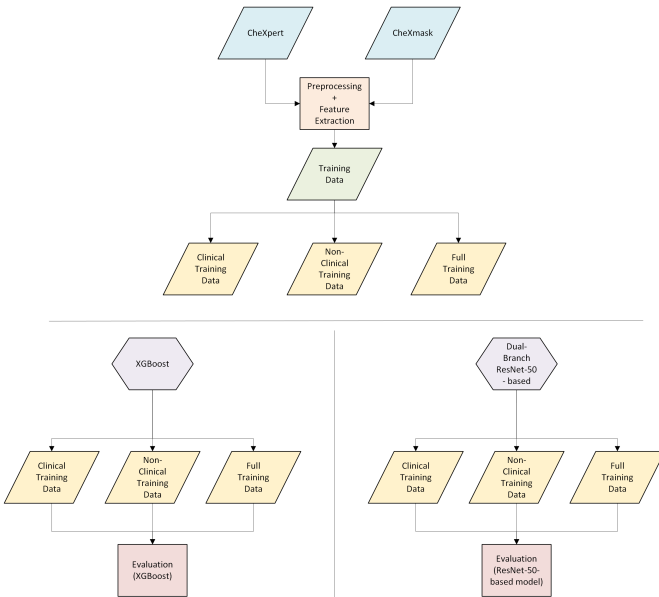 CheXpert
CheXmask
Preprocessing
+
Feature
Extraction
Training
Data
Clinical
Training
Data
Non-
Clinical
Training
Data
Full
Training
Data
XGBoost
Clinical
Training
Data
Non-
Clinical
Training
Data
Full
Training
Data
Evaluation
(XGBoost)
Dual-
Branch
ResNet-50
- based
Clinical
Training
Data
Non-
Clinical
Training
Data
Full
Training
Data
Evaluation
(ResNet-50-
based model)